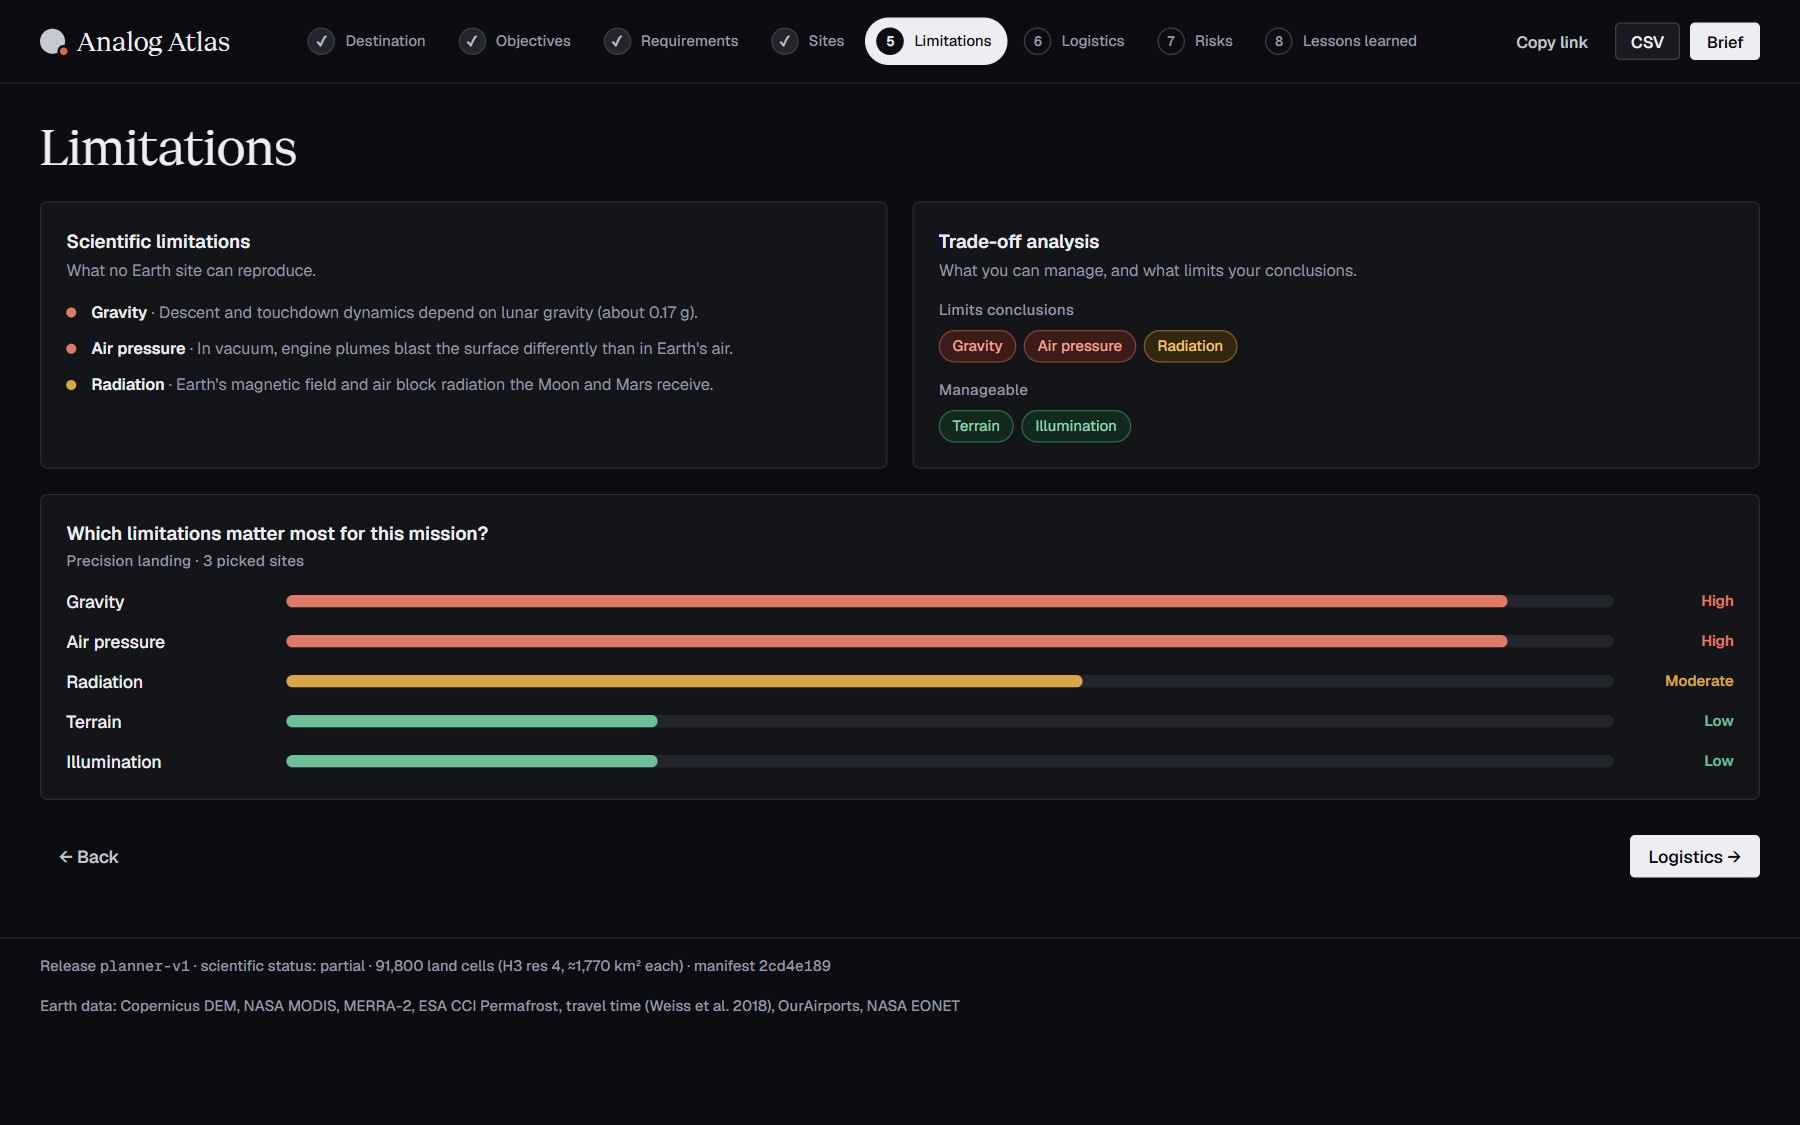 Analog Atlas
Destination
Objectives
Requirements
Sites
5 Limitations
6 Logistics
7 Risks
8 Lessons learned
Copy link
CSV
Brief
Limitations
Scientific limitations
What no Earth site can reproduce.
Gravity · Descent and touchdown dynamics depend on lunar gravity (about 0.17 g).
Air pressure · In vacuum, engine plumes blast the surface differently than in Earth's air.
Radiation · Earth's magnetic field and air block radiation the Moon and Mars receive.
Trade-off analysis
What you can manage, and what limits your conclusions.
Limits conclusions
Gravity Air pressure Radiation
Manageable
Terrain Illumination
Which limitations matter most for this mission?
Precision landing · 3 picked sites
Gravity High
Air pressure High
Radiation Moderate
Terrain Low
Illumination Low
← Back
Logistics →
Release planner-v1 · scientific status: partial · 91,800 land cells (H3 res 4, ≈1,770 km² each) · manifest 2cd4e189
Earth data: Copernicus DEM, NASA MODIS, MERRA-2, ESA CCI Permafrost, travel time (Weiss et al. 2018), OurAirports, NASA EONET